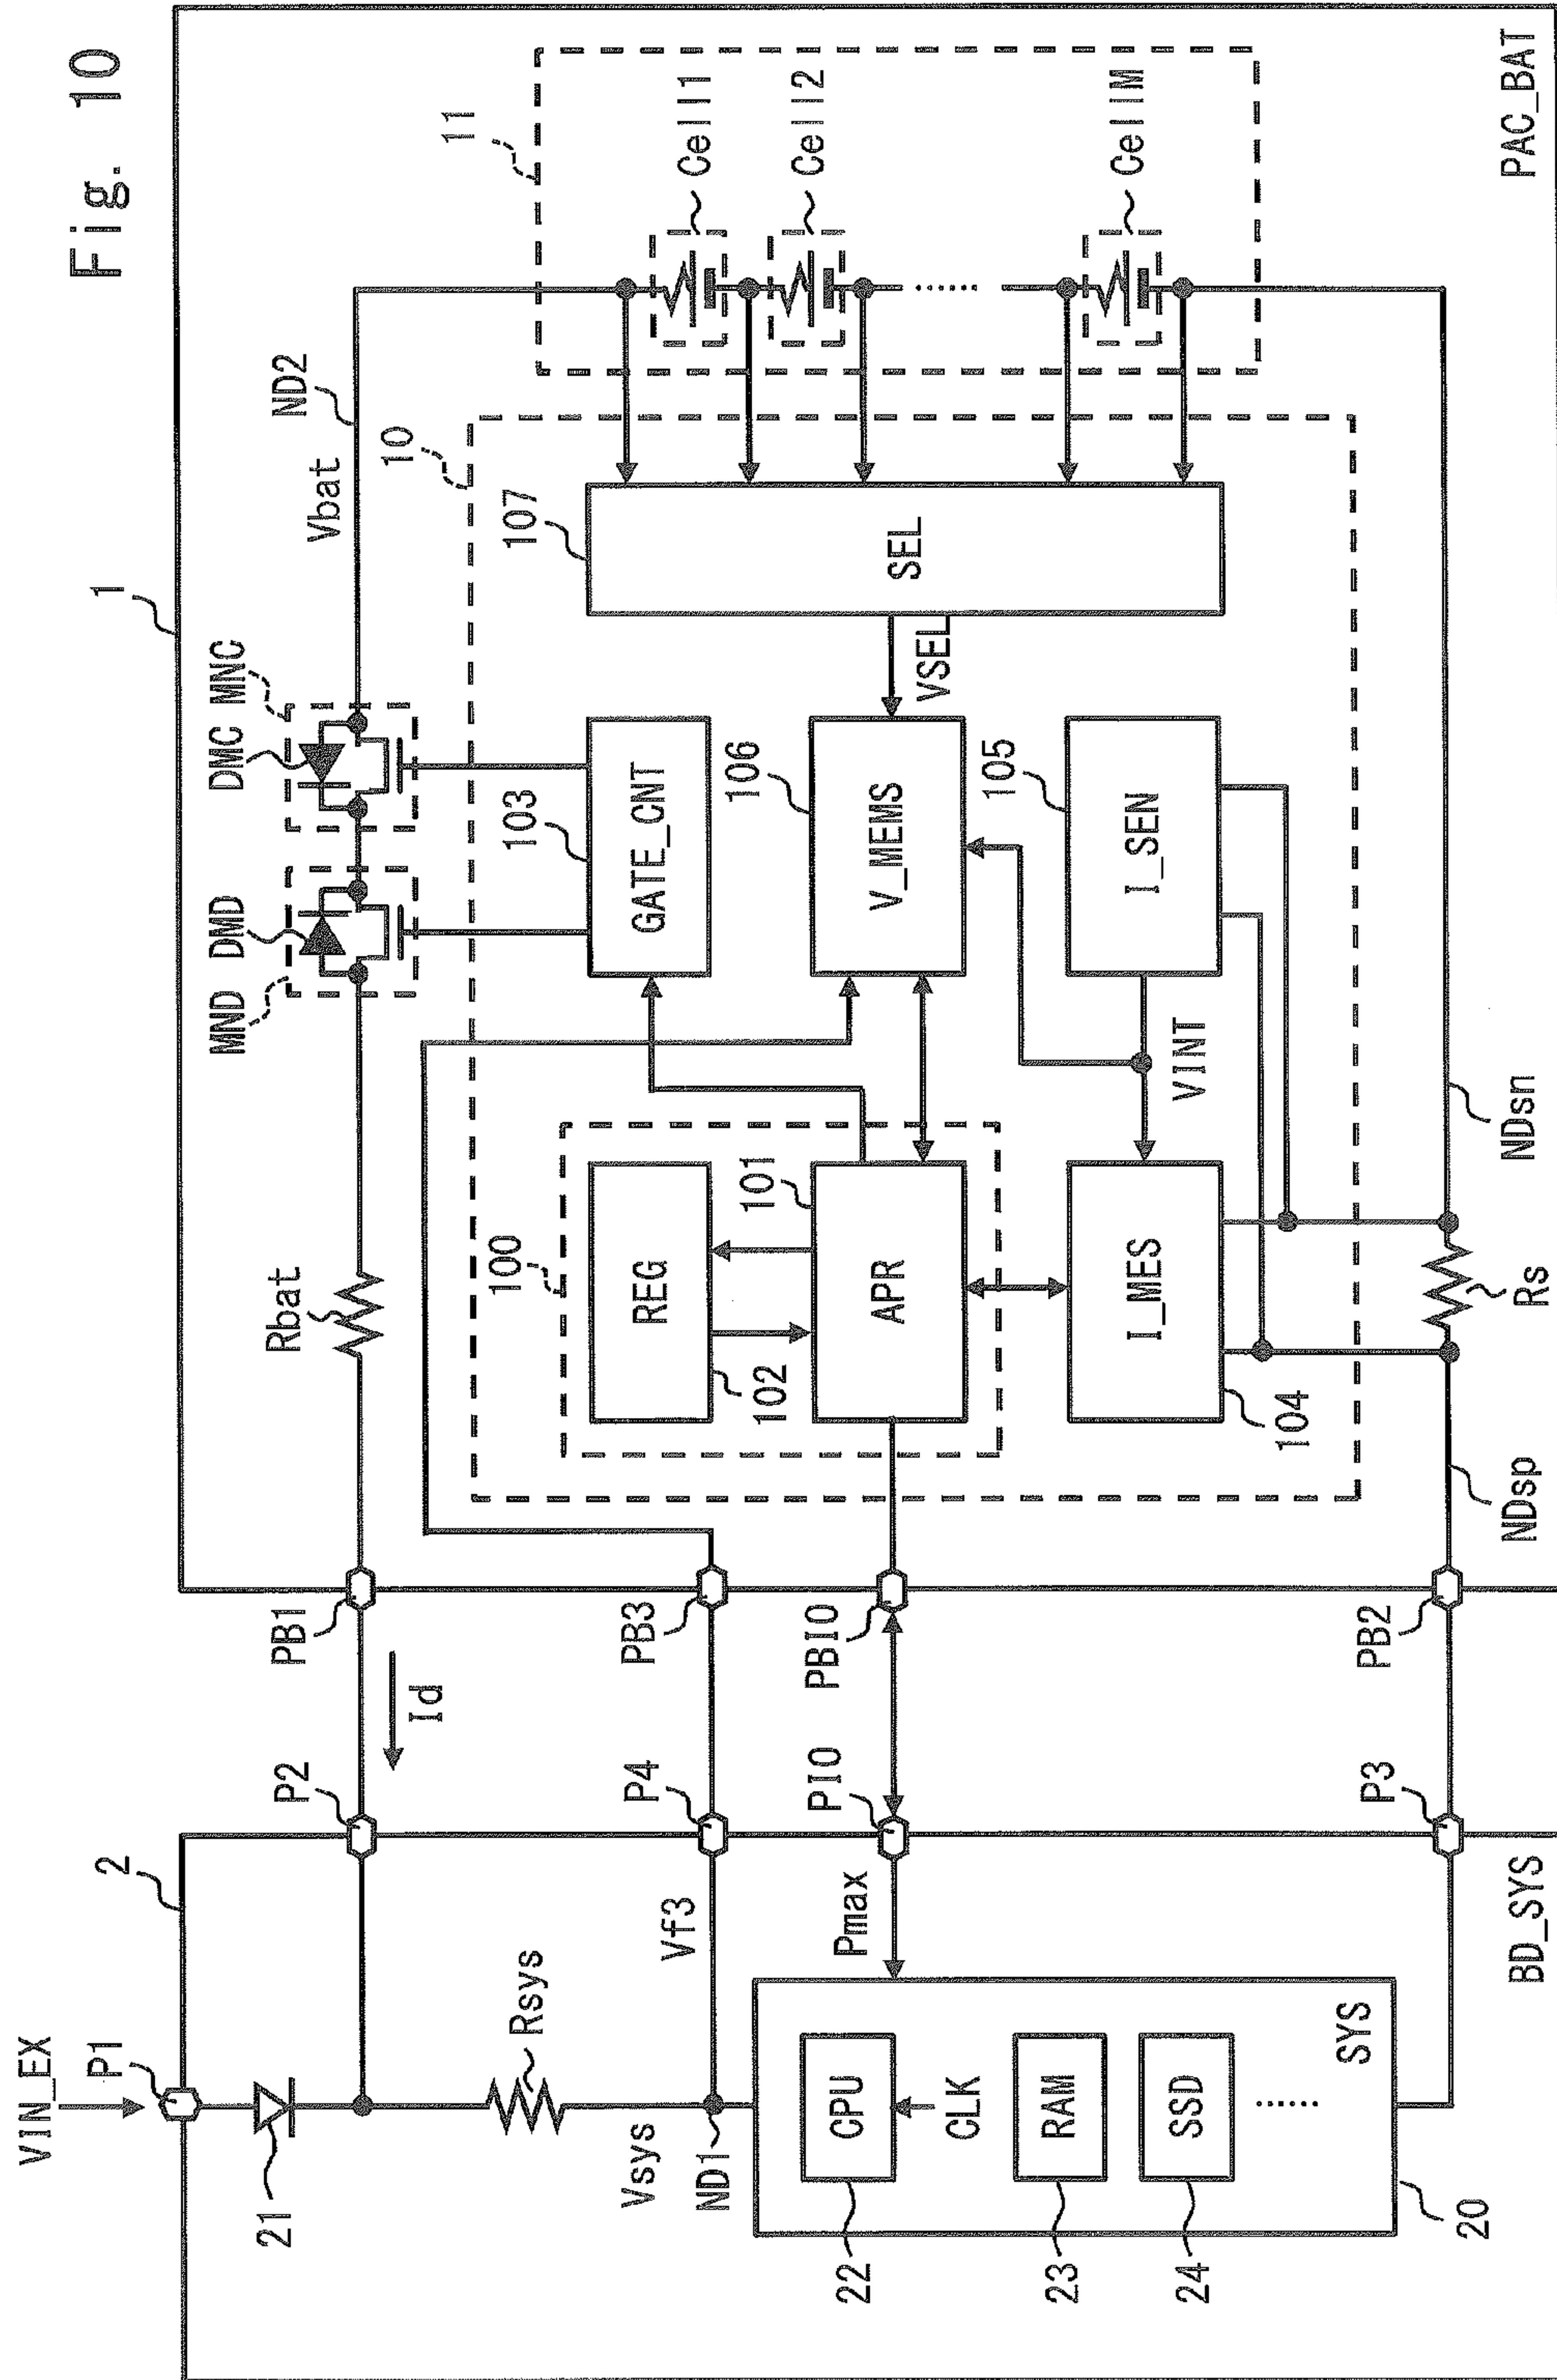 Fig. 10
VIN_EX
P1
21
2
P2
Id
PB1
Rbat
MND
DMD
DMC
MNC
1
Vbat
ND2
11
Cell1
Cell2
......
CellM
Rsys
Vsys
ND1
Vf3
P4
PB3
10
100
REG
102
101
APR
GATE_CNT
103
106
V_MEMS
VSEL
107
SEL
Pmax
PIO
PBIO
CPU
CLK
22
RAM
23
SSD
24
......
SYS
20
I_MES
104
VINT
I_SEN
105
P3
PB2
NDsp
Rs
NDsn
BD_SYS
PAC_BAT